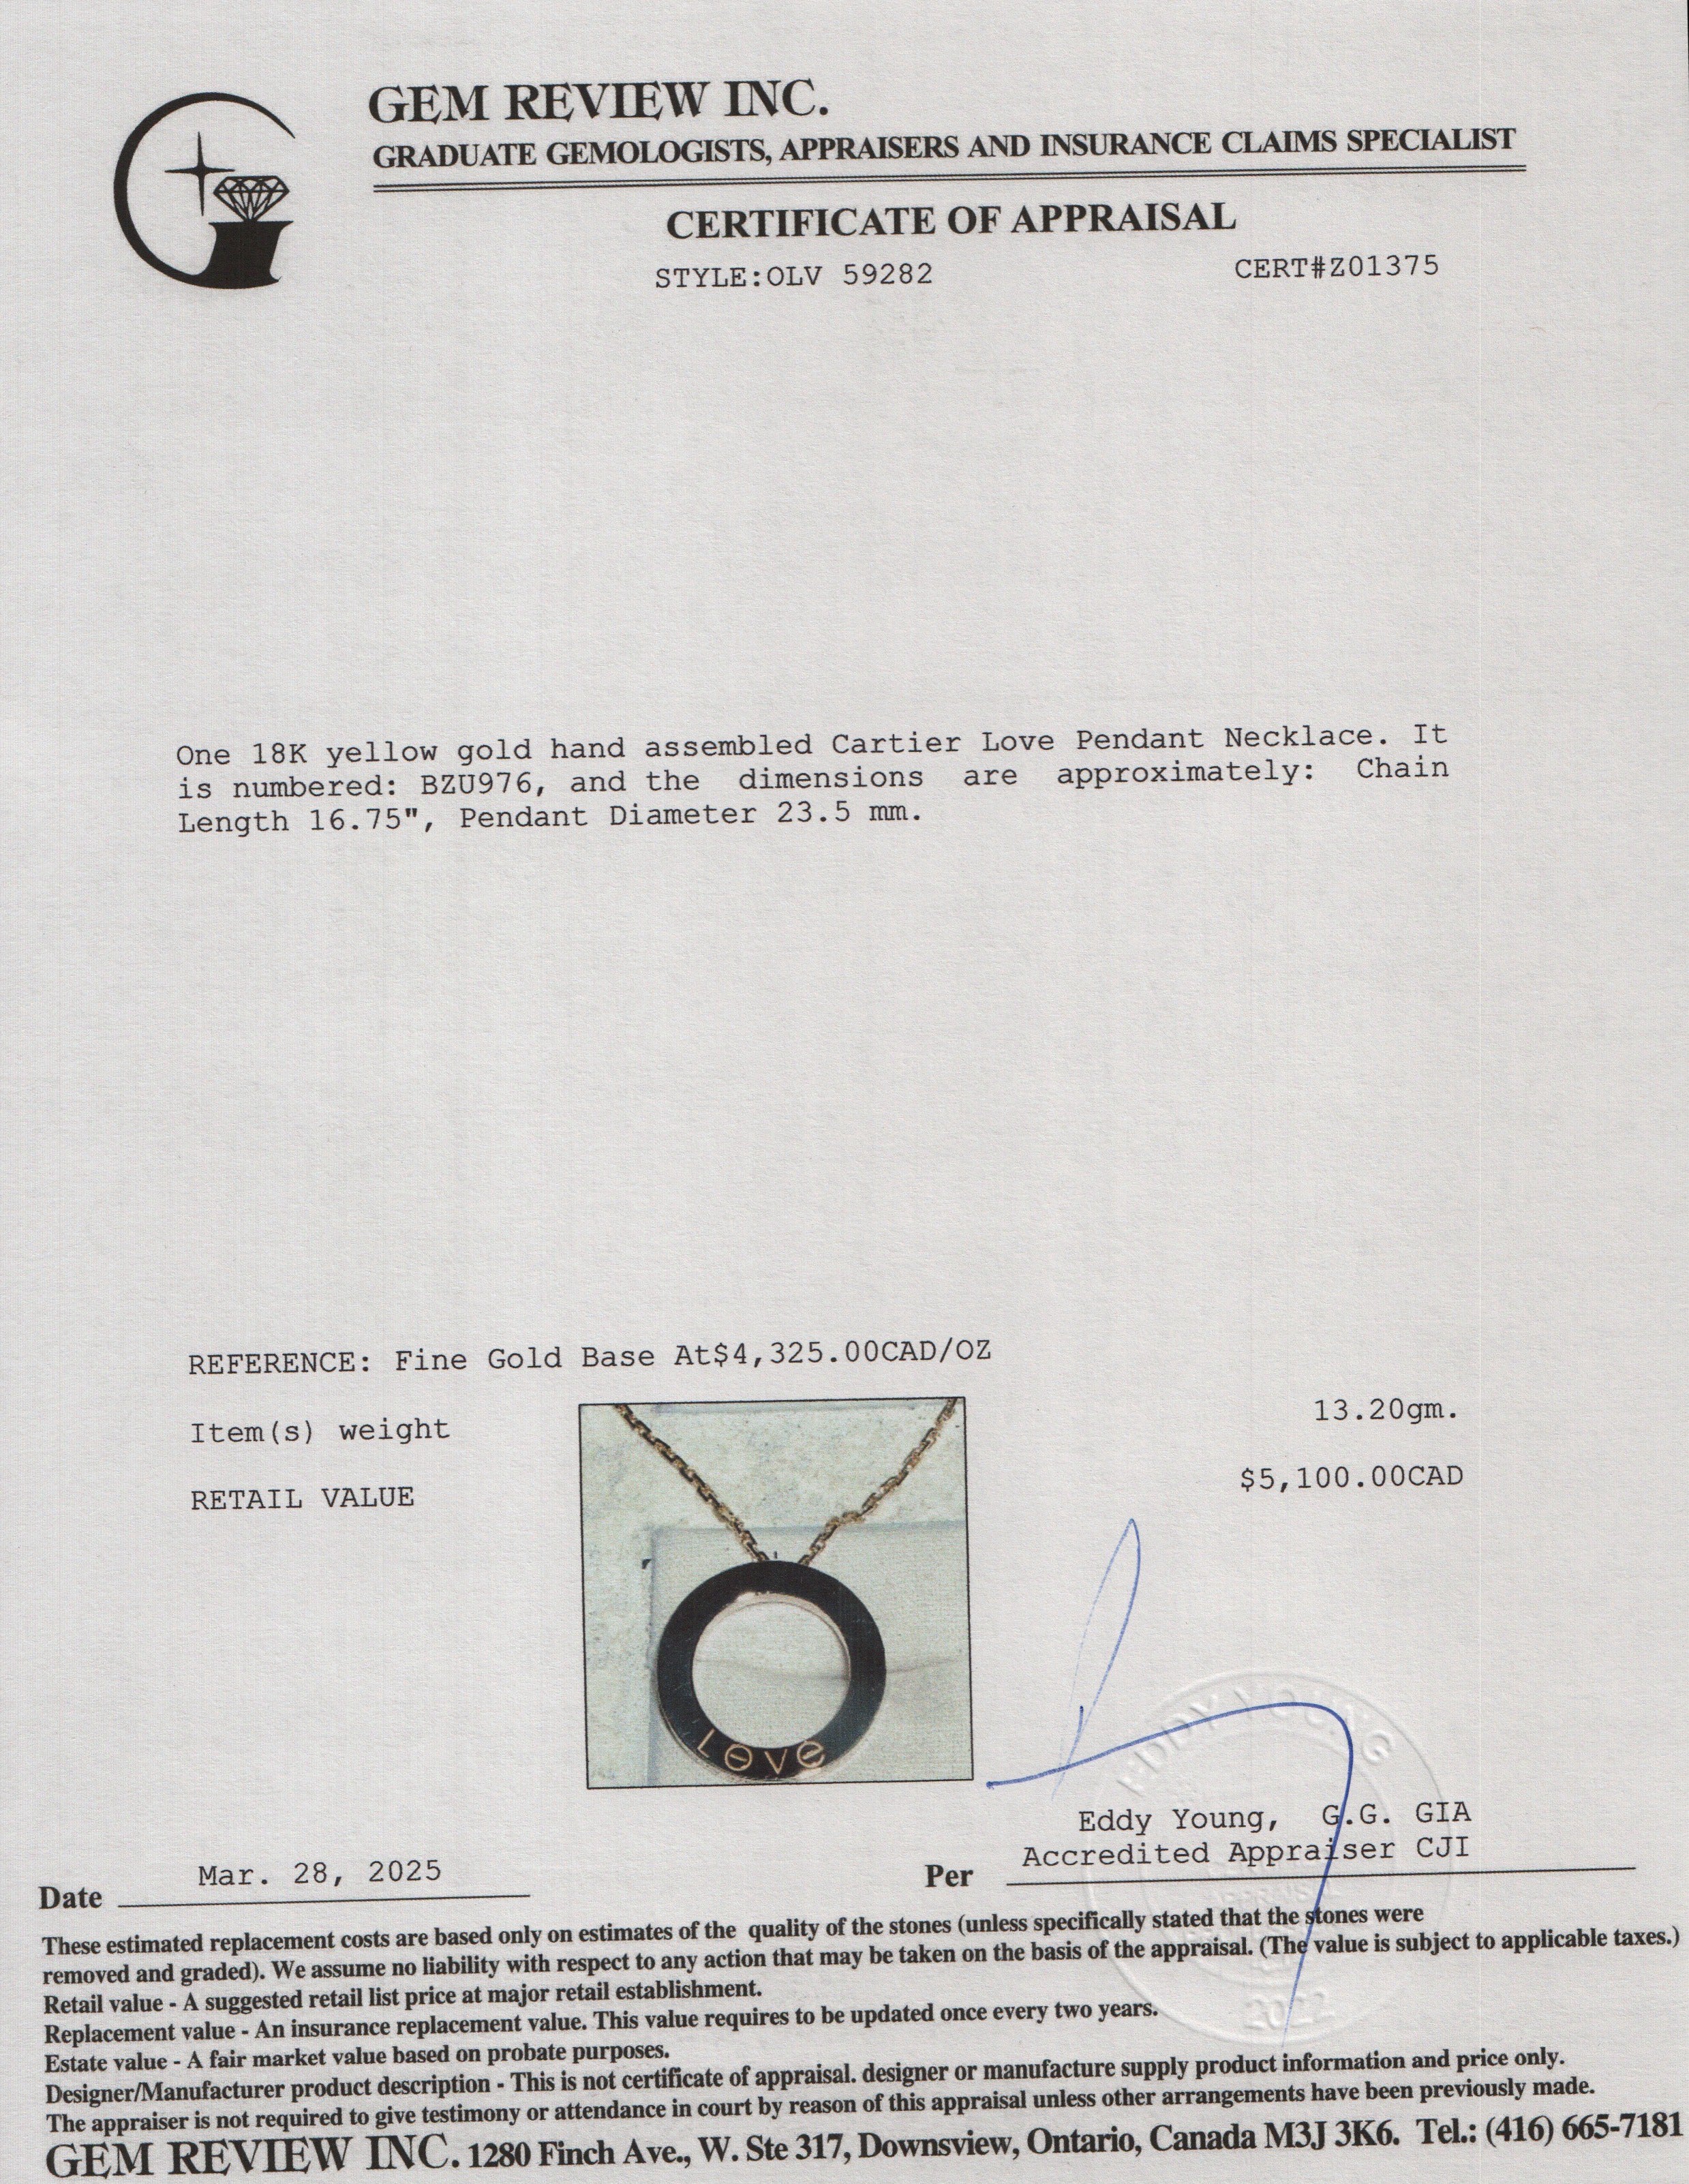 GEM REVIEW INC.
GRADUATE GEMOLOGISTS, APPRAISERS AND INSURANCE CLAIMS SPECIALIST
CERTIFICATE OF APPRAISAL
STYLE:OLV 59282
CERT#Z01375
One 18K yellow gold hand assembled Cartier Love Pendant Necklace. It
is numbered: BZU976, and the dimensions are approximately: Chain
Length 16.75", Pendant Diameter 23.5 mm.
REFERENCE: Fine Gold Base At$4,325.00CAD/OZ
Item(s) weight
13.20gm.
RETAIL VALUE
$5,100.00CAD
LOVE
EDDY YOUNG
Eddy Young, G.G. GIA
Accredited Appraiser CJI
Date Mar. 28, 2025
Per
2022
These estimated replacement costs are based only on estimates of the quality of the stones (unless specifically stated that the stones were
removed and graded). We assume no liability with respect to any action that may be taken on the basis of the appraisal. (The value is subject to applicable taxes.)
Retail value - A suggested retail list price at major retail establishment.
Replacement value - An insurance replacement value. This value requires to be updated once every two years.
Estate value - A fair market value based on probate purposes.
Designer/Manufacturer product description - This is not certificate of appraisal. designer or manufacture supply product information and price only.
The appraiser is not required to give testimony or attendance in court by reason of this appraisal unless other arrangements have been previously made.
GEM REVIEW INC. 1280 Finch Ave., W. Ste 317, Downsview, Ontario, Canada M3J 3K6. Tel.: (416) 665-7181